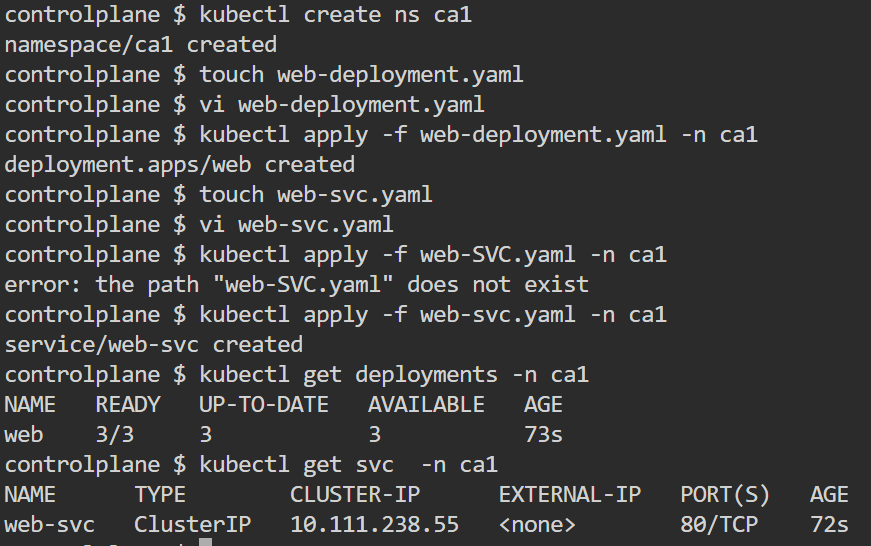 controlplane $ kubectl create ns ca1
namespace/ca1 created
controlplane $ touch web-deployment.yaml
controlplane $ vi web-deployment.yaml
controlplane $ kubectl apply -f web-deployment.yaml -n ca1
deployment.apps/web created
controlplane $ touch web-svc.yaml
controlplane $ vi web-svc.yaml
controlplane $ kubectl apply -f web-SVC.yaml -n ca1
error: the path "web-SVC.yaml" does not exist
controlplane $ kubectl apply -f web-svc.yaml -n ca1
service/web-svc created
controlplane $ kubectl get deployments -n ca1
NAME   READY   UP-TO-DATE   AVAILABLE   AGE
web    3/3     3            3           73s
controlplane $ kubectl get svc  -n ca1
NAME      TYPE        CLUSTER-IP      EXTERNAL-IP   PORT(S)   AGE
web-svc   ClusterIP   10.111.238.55   <none>        80/TCP    72s